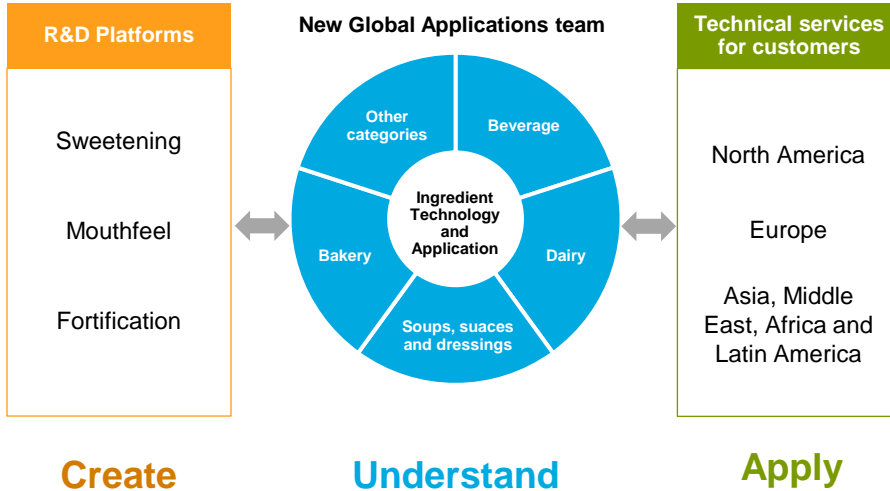 R&D Platforms
Sweetening
Mouthfeel
Fortification
Create
New Global Applications team
Other
categories
Beverage
Ingredient
Technology
and
Application
Bakery
Dairy
Soups, suaces
and dressings
Understand
Technical services
for customers
North America
Europe
Asia, Middle
East, Africa and
Latin America
Apply